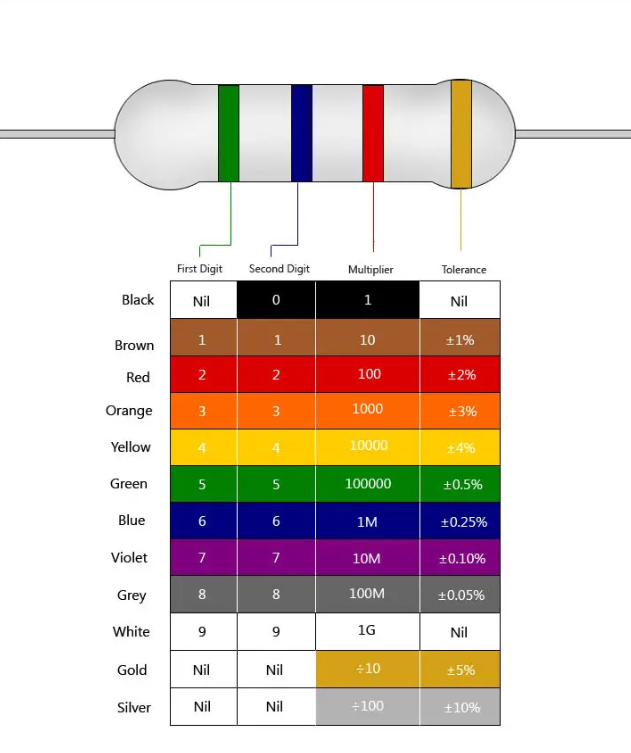 First Digit Second Digit Multiplier Tolerance
Black Nil 0 1 Nil
Brown 1 1 10 ±1%
Red 2 2 100 ±2%
Orange 3 3 1000 ±3%
Yellow 4 4 10000 ±4%
Green 5 5 100000 ±0.5%
Blue 6 6 1M ±0.25%
Violet 7 7 10M ±0.10%
Grey 8 8 100M ±0.05%
White 9 9 1G Nil
Gold Nil Nil ÷10 ±5%
Silver Nil Nil ÷100 ±10%